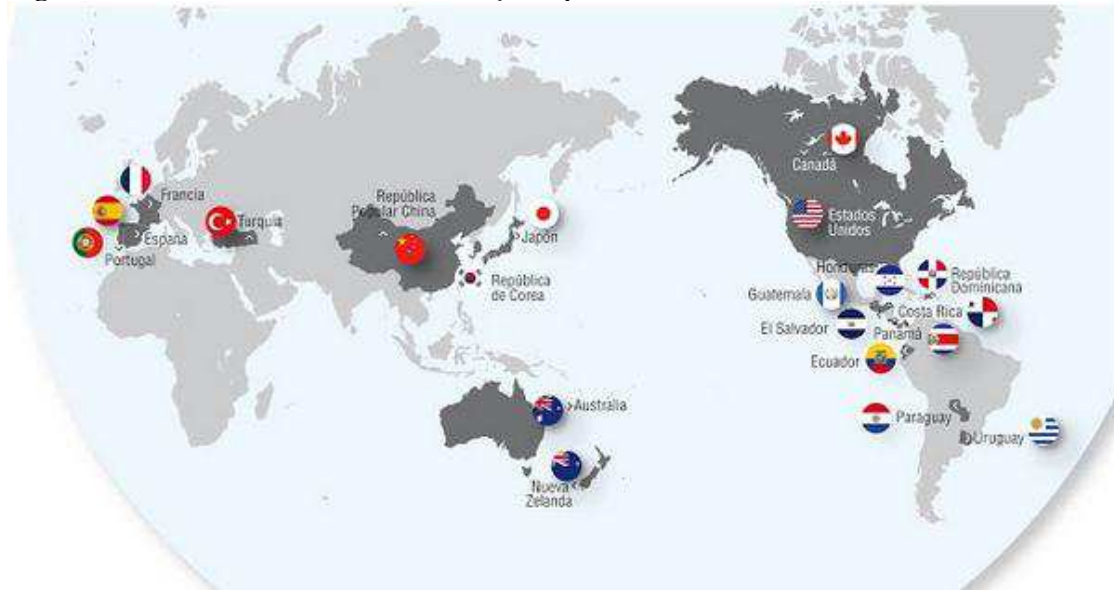 Francia
España
Portugal
Turquía
República
Popular China
Japón
República
de Corea
Australia
Nueva
Zelanda
Canadá
Estados
Unidos
Honduras
República
Dominicana
Guatemala
Costa Rica
El Salvador
Panamá
Ecuador
Paraguay
Uruguay